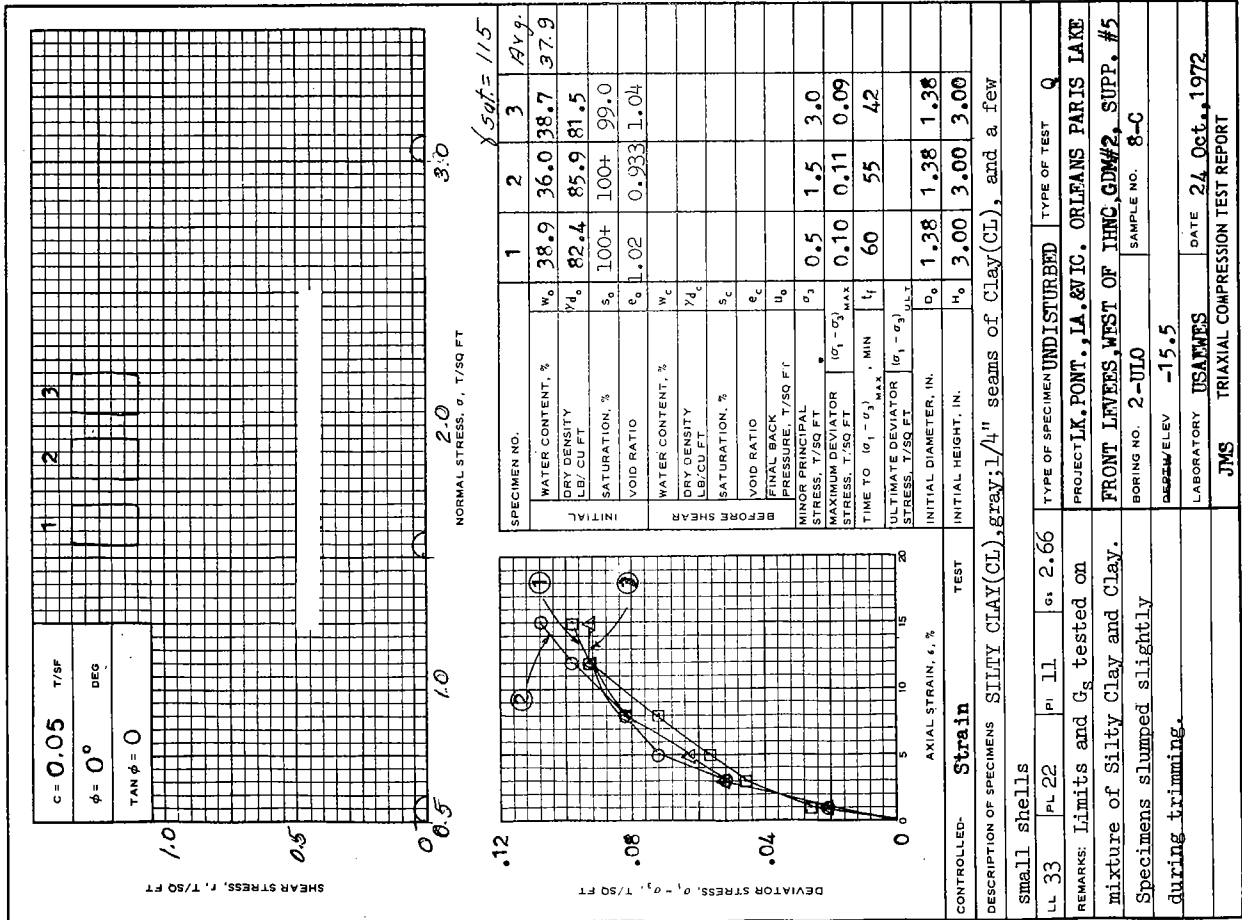 C = 0.05 T/SF
φ = 0° DEG
TAN φ = 0
1 2 3
SHEAR STRESS, τ, T/SQ FT
1.0
0.5
0
0.5 1.0 2.0 3.0
NORMAL STRESS, σ, T/SQ FT
γ sat = 115
SPECIMEN NO. 1 2 3 Avg.
INITIAL
WATER CONTENT, % w₀ 38.9 36.0 38.7 37.9
DRY DENSITY LB/CU FT γd₀ 82.4 85.9 81.5
SATURATION, % S₀ 100+ 100+ 99.0
VOID RATIO e₀ 1.02 0.933 1.04
BEFORE SHEAR
WATER CONTENT, % wc
DRY DENSITY LB/CU FT γdc
SATURATION, % Sc
VOID RATIO ec
FINAL BACK PRESSURE, T/SQ FT u₀
MINOR PRINCIPAL STRESS, T/SQ FT σ₃ 0.5 1.5 3.0
MAXIMUM DEVIATOR STRESS, T/SQ FT (σ₁ - σ₃) MAX 0.10 0.11 0.09
TIME TO (σ₁ - σ₃) MAX, MIN tf 60 55 42
ULTIMATE DEVIATOR STRESS, T/SQ FT (σ₁ - σ₃) ULT
INITIAL DIAMETER, IN. D₀ 1.38 1.38 1.38
INITIAL HEIGHT, IN. H₀ 3.00 3.00 3.00
DEVIATOR STRESS, σ₁ - σ₃, T/SQ FT
.12
.08
.04
0
② ① ③
0 5 10 15 20
AXIAL STRAIN, ε, %
CONTROLLED- Strain TEST
DESCRIPTION OF SPECIMENS SILTY CLAY(CL),gray;1/4" seams of Clay(CL), and a few
small shells
LL 33 PL 22 PI 11 Gs 2.66
TYPE OF SPECIMEN UNDISTURBED TYPE OF TEST Q
REMARKS: Limits and Gs tested on
mixture of Silty Clay and Clay.
Specimens slumped slightly
during trimming.
PROJECT LK.PONT.,LA.&VIC. ORLEANS PARIS LAKE
FRONT LEVEES,WEST OF IHNC,GDM#2, SUPP. #5
BORING NO. 2-ULO SAMPLE NO. 8-C
DEPTH/ELEV -15.5
LABORATORY USAEWES DATE 24 Oct., 1972
JMS TRIAXIAL COMPRESSION TEST REPORT